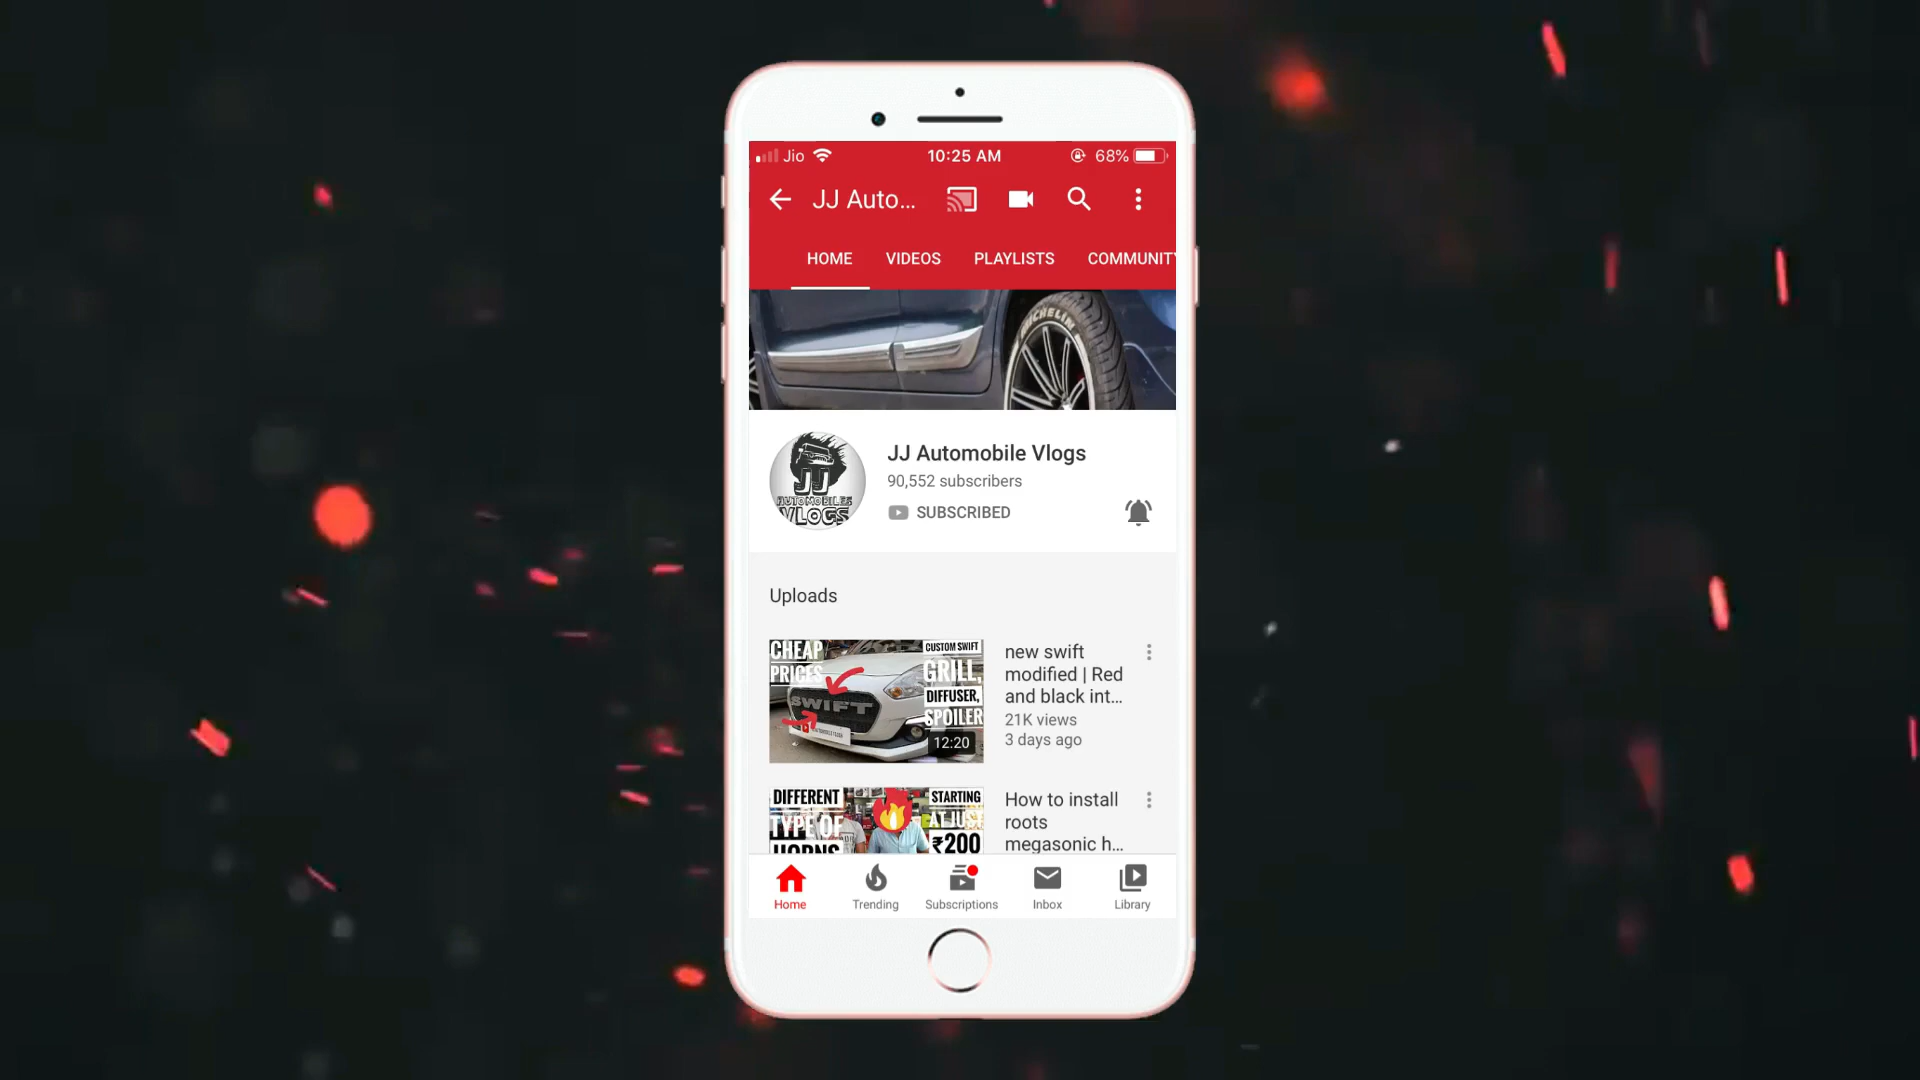 Jio
10:25 AM
68%
JJ Auto...
HOME
VIDEOS
PLAYLISTS
COMMUNITY
MICHELIN
JJ
AUTOMOBILES
VLOGS
JJ Automobile Vlogs
90,552 subscribers
SUBSCRIBED
Uploads
CHEAP
PRICES
CUSTOM SWIFT
GRILL,
DIFFUSER,
SPOILER
SWIFT
12:20
new swift
modified | Red
and black int...
21K views
3 days ago
DIFFERENT
TYPE OF
HORNS
STARTING
AT JUST
₹200
How to install
roots
megasonic h...
Home
Trending
Subscriptions
Inbox
Library